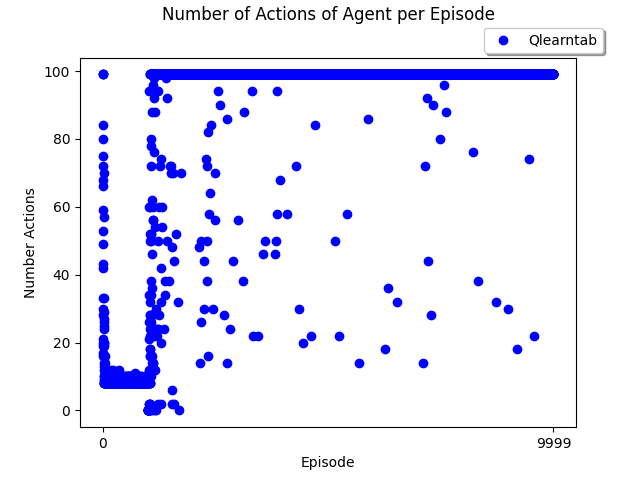 Number of Actions of Agent per Episode
Qlearntab
100
80
60
40
20
0
Number Actions
0
9999
Episode